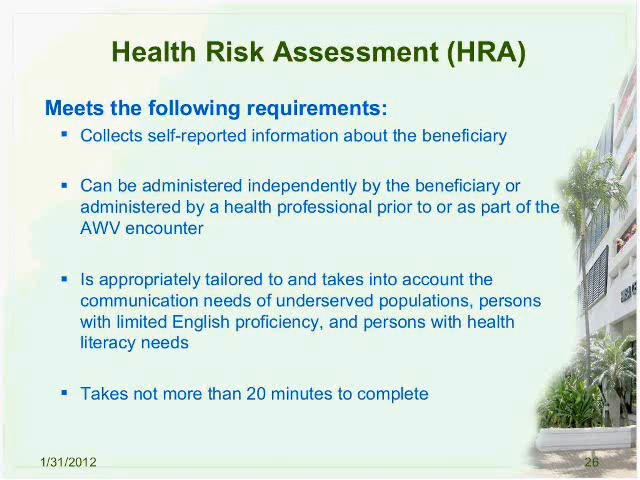 Health Risk Assessment (HRA)
Meets the following requirements:
▪ Collects self-reported information about the beneficiary
▪ Can be administered independently by the beneficiary or
administered by a health professional prior to or as part of the
AWV encounter
▪ Is appropriately tailored to and takes into account the
communication needs of underserved populations, persons
with limited English proficiency, and persons with health
literacy needs
▪ Takes not more than 20 minutes to complete
1/31/2012
26